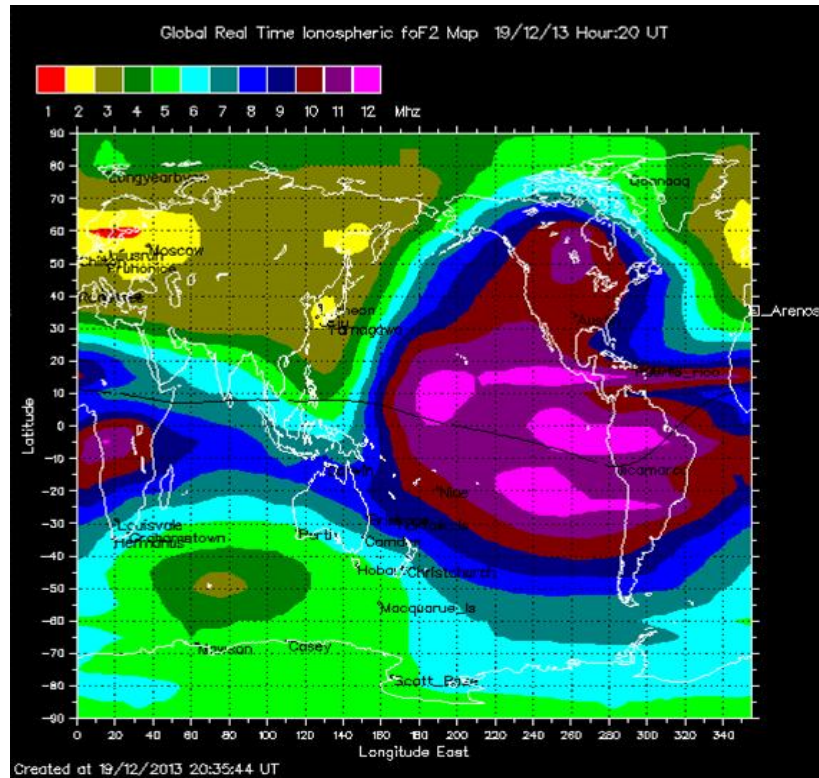 Global Real Time Ionospheric foF2 Map 19/12/13 Hour:20 UT
1 2 3 4 5 6 7 8 9 10 11 12 Mhz
90
80
70
60
50
40
30
20
10
0
−10
−20
−30
−40
−50
−60
−70
−80
−90
Latitude
Moscow
Pruhonice
_Arenos
Niue
Louisvale
Grahamstown
Hermanus
Perth
Camden
Hobart
Christchurch
Macquarue_Is
Mawson
Casey
Scott_Base
0 20 40 60 80 100 120 140 160 180 200 220 240 260 280 300 320 340
Longitude East
Created at 19/12/2013 20:35:44 UT